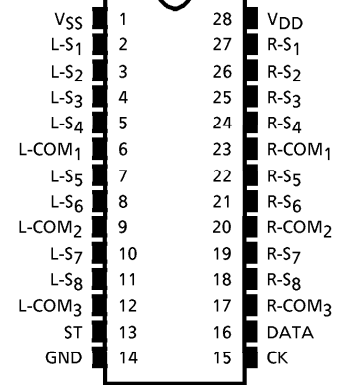 VSS 1 28 VDD
L-S1 2 27 R-S1
L-S2 3 26 R-S2
L-S3 4 25 R-S3
L-S4 5 24 R-S4
L-COM1 6 23 R-COM1
L-S5 7 22 R-S5
L-S6 8 21 R-S6
L-COM2 9 20 R-COM2
L-S7 10 19 R-S7
L-S8 11 18 R-S8
L-COM3 12 17 R-COM3
ST 13 16 DATA
GND 14 15 CK